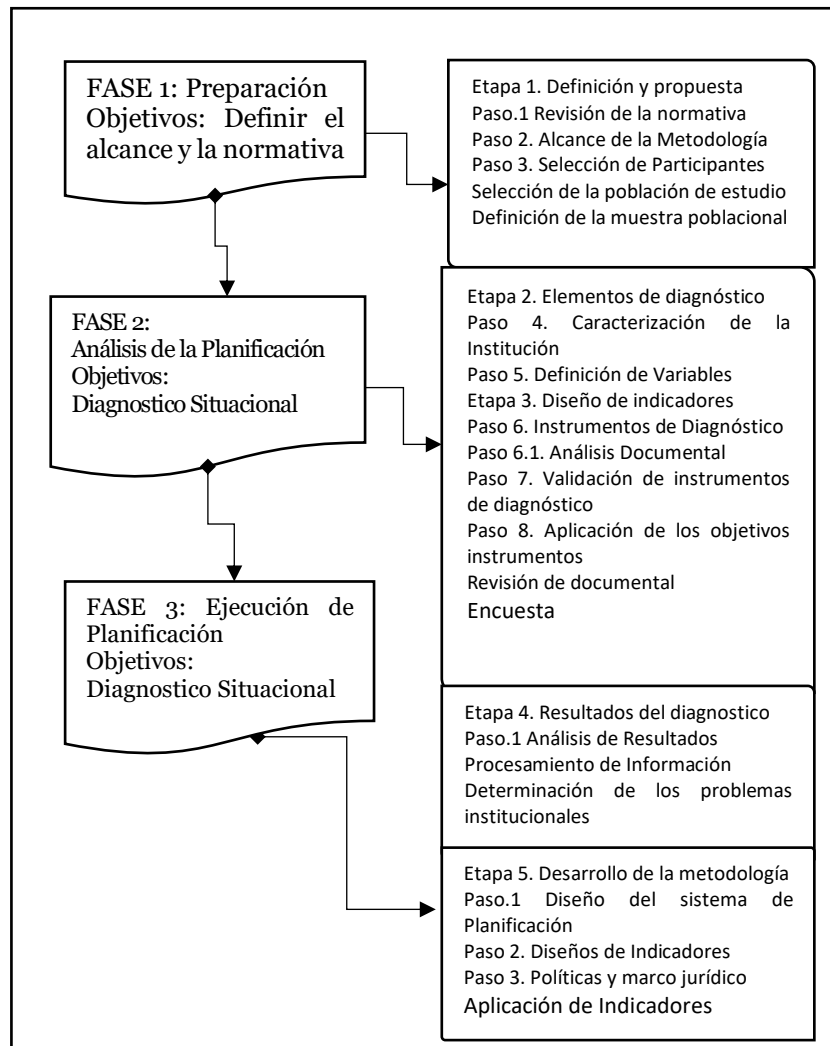 FASE 1: Preparación
Objetivos: Definir el
alcance y la normativa
Etapa 1. Definición y propuesta
Paso.1 Revisión de la normativa
Paso 2. Alcance de la Metodología
Paso 3. Selección de Participantes
Selección de la población de estudio
Definición de la muestra poblacional
FASE 2:
Análisis de la Planificación
Objetivos:
Diagnostico Situacional
Etapa 2. Elementos de diagnóstico
Paso 4. Caracterización de la
Institución
Paso 5. Definición de Variables
Etapa 3. Diseño de indicadores
Paso 6. Instrumentos de Diagnóstico
Paso 6.1. Análisis Documental
Paso 7. Validación de instrumentos
de diagnóstico
Paso 8. Aplicación de los objetivos
instrumentos
Revisión de documental
Encuesta
FASE 3: Ejecución de
Planificación
Objetivos:
Diagnostico Situacional
Etapa 4. Resultados del diagnostico
Paso.1 Análisis de Resultados
Procesamiento de Información
Determinación de los problemas
institucionales
Etapa 5. Desarrollo de la metodología
Paso.1 Diseño del sistema de
Planificación
Paso 2. Diseños de Indicadores
Paso 3. Políticas y marco jurídico
Aplicación de Indicadores